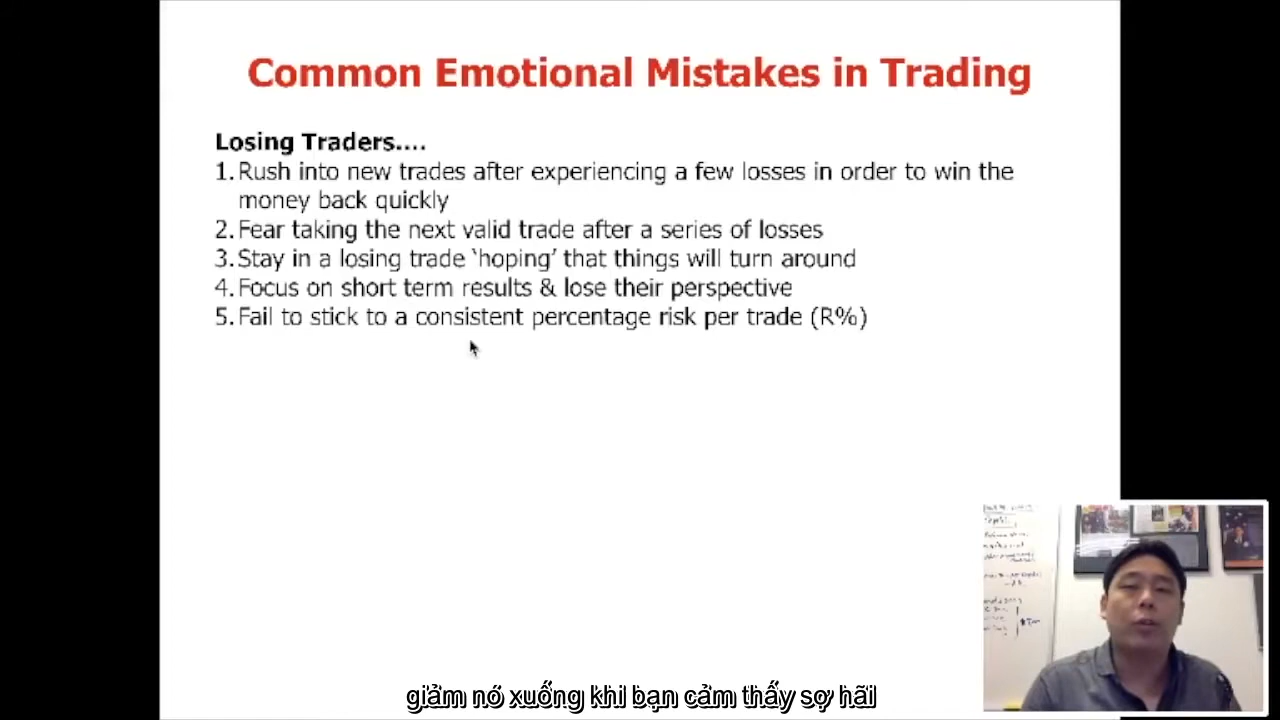 Common Emotional Mistakes in Trading
Losing Traders....
1. Rush into new trades after experiencing a few losses in order to win the
money back quickly
2. Fear taking the next valid trade after a series of losses
3. Stay in a losing trade ‘hoping’ that things will turn around
4. Focus on short term results & lose their perspective
5. Fail to stick to a consistent percentage risk per trade (R%)
giảm nó xuống khi bạn cảm thấy sợ hãi